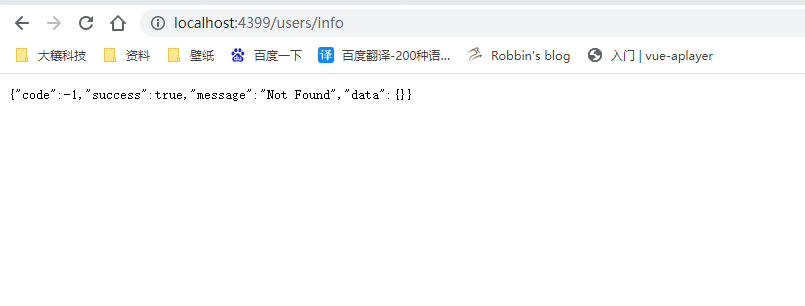 localhost:4399/users/info
大穰科技 资料 壁纸 百度一下 译 百度翻译-200种语... Robbin's blog 入门 | vue-aplayer
{"code":-1,"success":true,"message":"Not Found","data":{}}